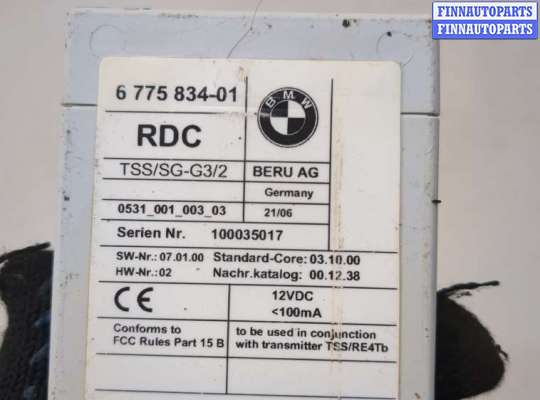 FINNAUTOPARTS
FINNAUTOPARTS
6 775 834-01
BMW
RDC
TSS/SG-G3/2
BERU AG
Germany
0531_001_003_03
21/06
Serien Nr. 100035017
SW-Nr.: 07.01.00 Standard-Core: 03.10.00
HW-Nr.: 02 Nachr.katalog: 00.12.38
CE
12VDC
<100mA
Conforms to
FCC Rules Part 15 B
to be used in conjunction
with transmitter TSS/RE4Tb